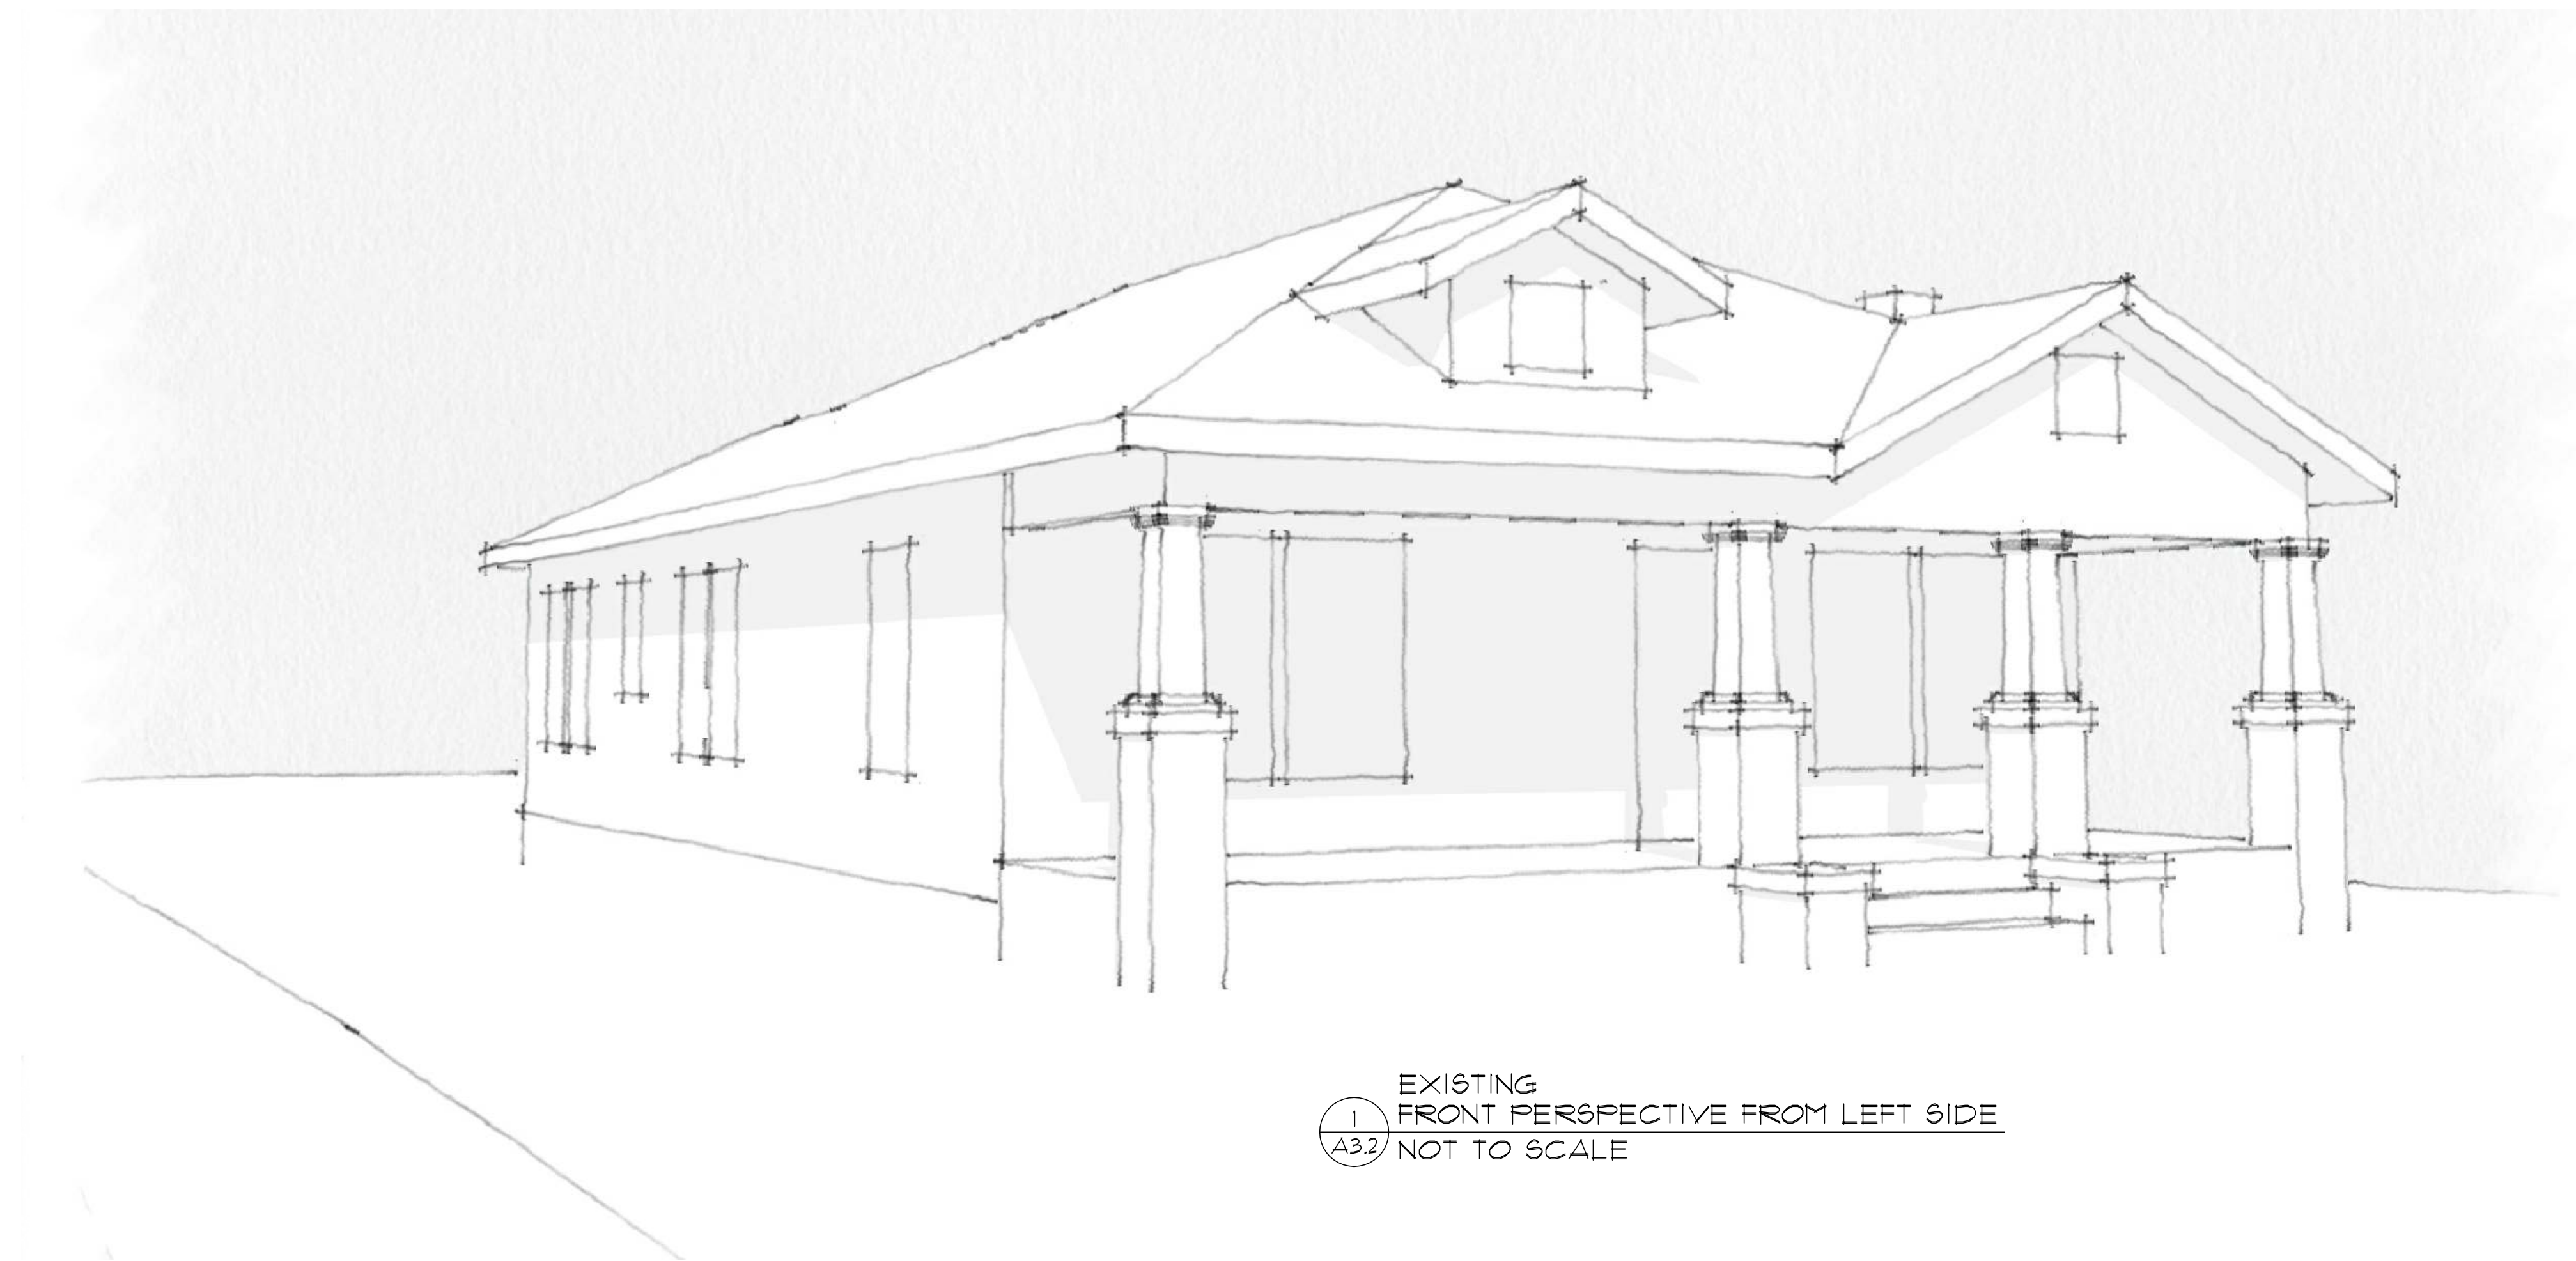 EXISTING
1 FRONT PERSPECTIVE FROM LEFT SIDE
A3.2 NOT TO SCALE